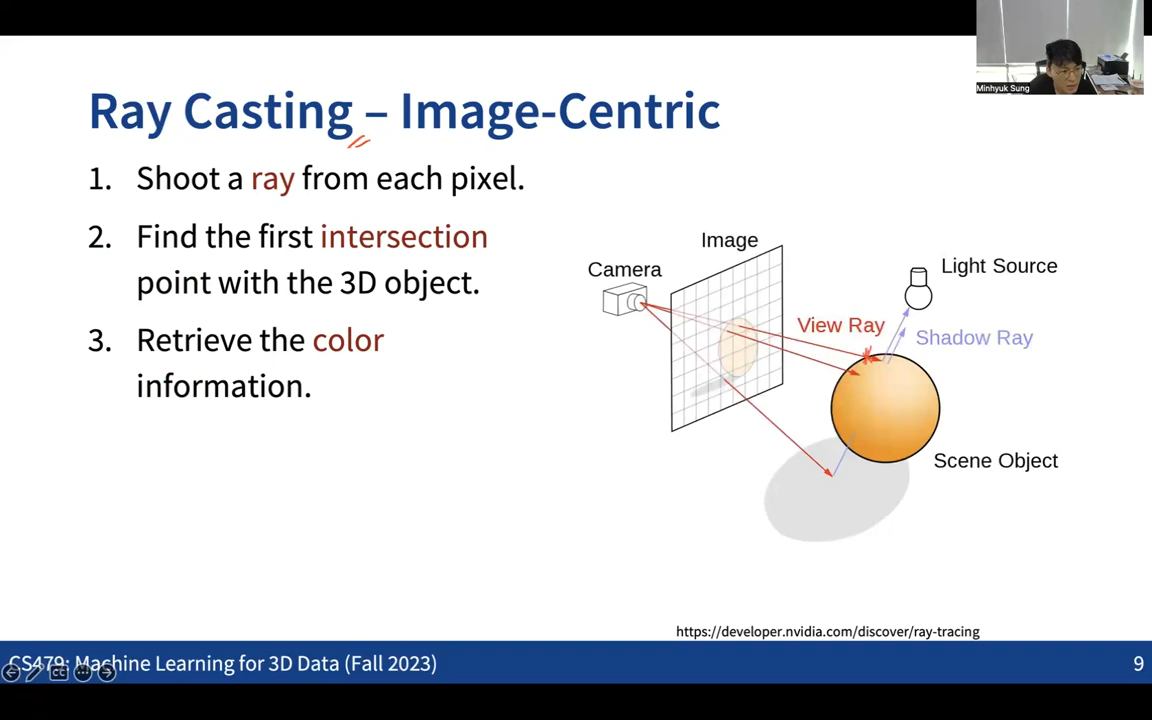 Minhyuk Sung
Ray Casting – Image-Centric
1. Shoot a ray from each pixel.
2. Find the first intersection
point with the 3D object.
3. Retrieve the color
information.
Image
Camera
Light Source
View Ray
Shadow Ray
Scene Object
https://developer.nvidia.com/discover/ray-tracing
CS479: Machine Learning for 3D Data (Fall 2023)
9